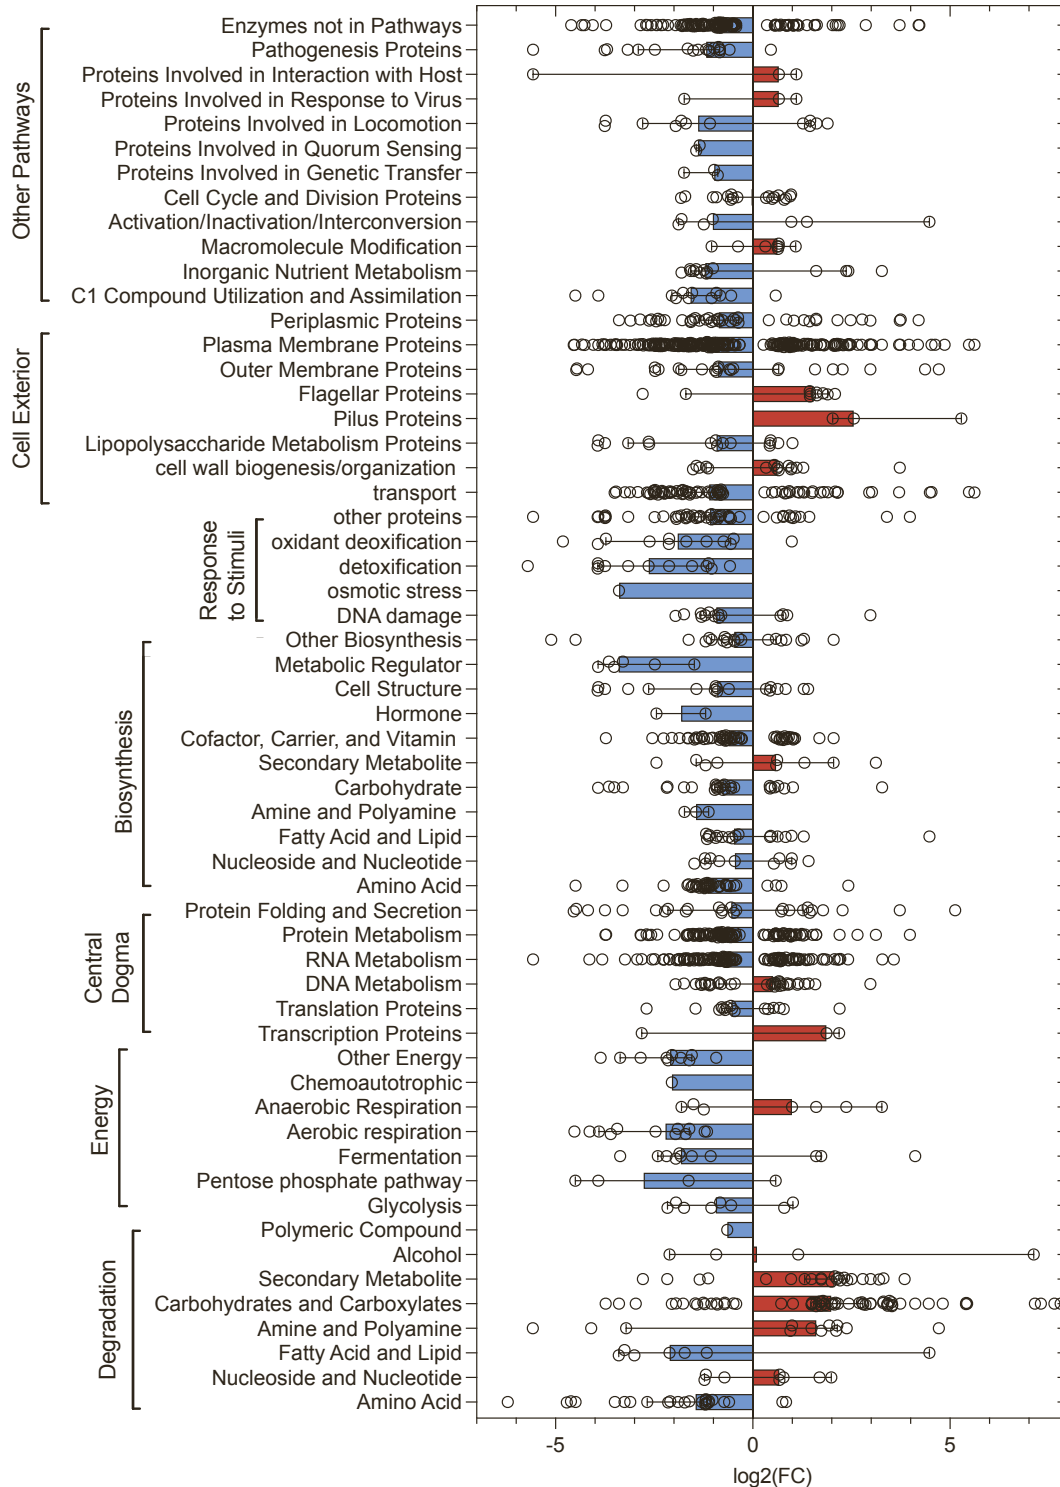 Enzymes not in Pathways
Other Pathways
Pathogenesis Proteins
Proteins Involved in Interaction with Host
Proteins Involved in Response to Virus
Proteins Involved in Locomotion
Proteins Involved in Quorum Sensing
Proteins Involved in Genetic Transfer
Cell Cycle and Division Proteins
Activation/Inactivation/Interconversion
Macromolecule Modification
Inorganic Nutrient Metabolism
C1 Compound Utilization and Assimilation
Periplasmic Proteins
Cell Exterior
Plasma Membrane Proteins
Outer Membrane Proteins
Flagellar Proteins
Pilus Proteins
Lipopolysaccharide Metabolism Proteins
cell wall biogenesis/organization
transport
other proteins
Response
to Stimuli
oxidant deoxification
detoxification
osmotic stress
DNA damage
Other Biosynthesis
Biosynthesis
Metabolic Regulator
Cell Structure
Hormone
Cofactor, Carrier, and Vitamin
Secondary Metabolite
Carbohydrate
Amine and Polyamine
Fatty Acid and Lipid
Nucleoside and Nucleotide
Amino Acid
Protein Folding and Secretion
Central
Dogma
Protein Metabolism
RNA Metabolism
DNA Metabolism
Translation Proteins
Transcription Proteins
Other Energy
Energy
Chemoautotrophic
Anaerobic Respiration
Aerobic respiration
Fermentation
Pentose phosphate pathway
Glycolysis
Polymeric Compound
Degradation
Alcohol
Secondary Metabolite
Carbohydrates and Carboxylates
Amine and Polyamine
Fatty Acid and Lipid
Nucleoside and Nucleotide
Amino Acid
-5 0 5
log2(FC)